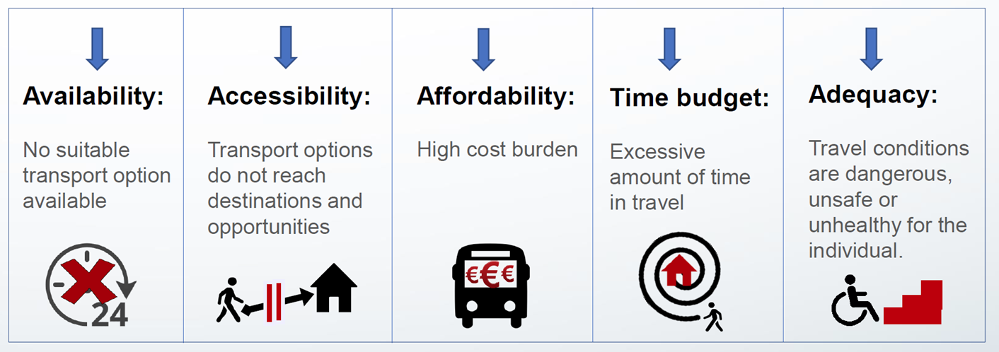 Availability:
No suitable
transport option
available
24
Accessibility:
Transport options
do not reach
destinations and
opportunities
Affordability:
High cost burden
€€€
Time budget:
Excessive
amount of time
in travel
Adequacy:
Travel conditions
are dangerous,
unsafe or
unhealthy for the
individual.